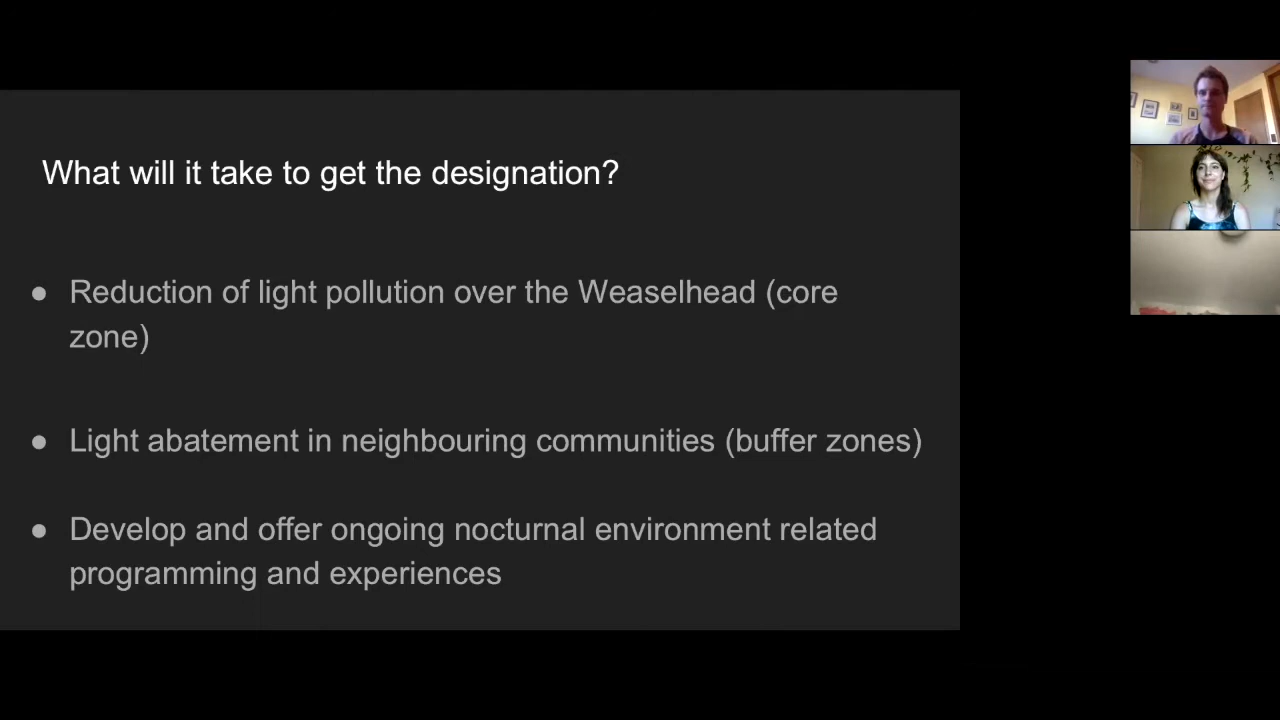 What will it take to get the designation?
● Reduction of light pollution over the Weaselhead (core
zone)
● Light abatement in neighbouring communities (buffer zones)
● Develop and offer ongoing nocturnal environment related
programming and experiences